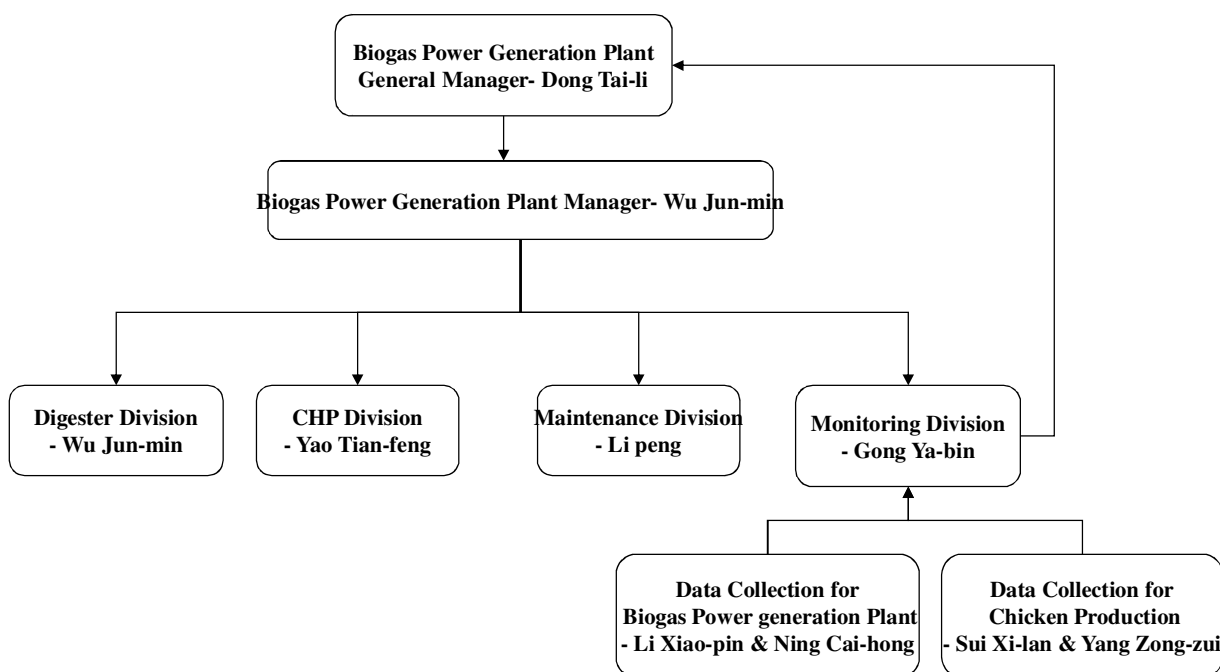 Biogas Power Generation Plant
General Manager- Dong Tai-li
Biogas Power Generation Plant Manager- Wu Jun-min
Digester Division
- Wu Jun-min
CHP Division
- Yao Tian-feng
Maintenance Division
- Li peng
Monitoring Division
- Gong Ya-bin
Data Collection for
Biogas Power generation Plant
- Li Xiao-pin & Ning Cai-hong
Data Collection for
Chicken Production
- Sui Xi-lan & Yang Zong-zui